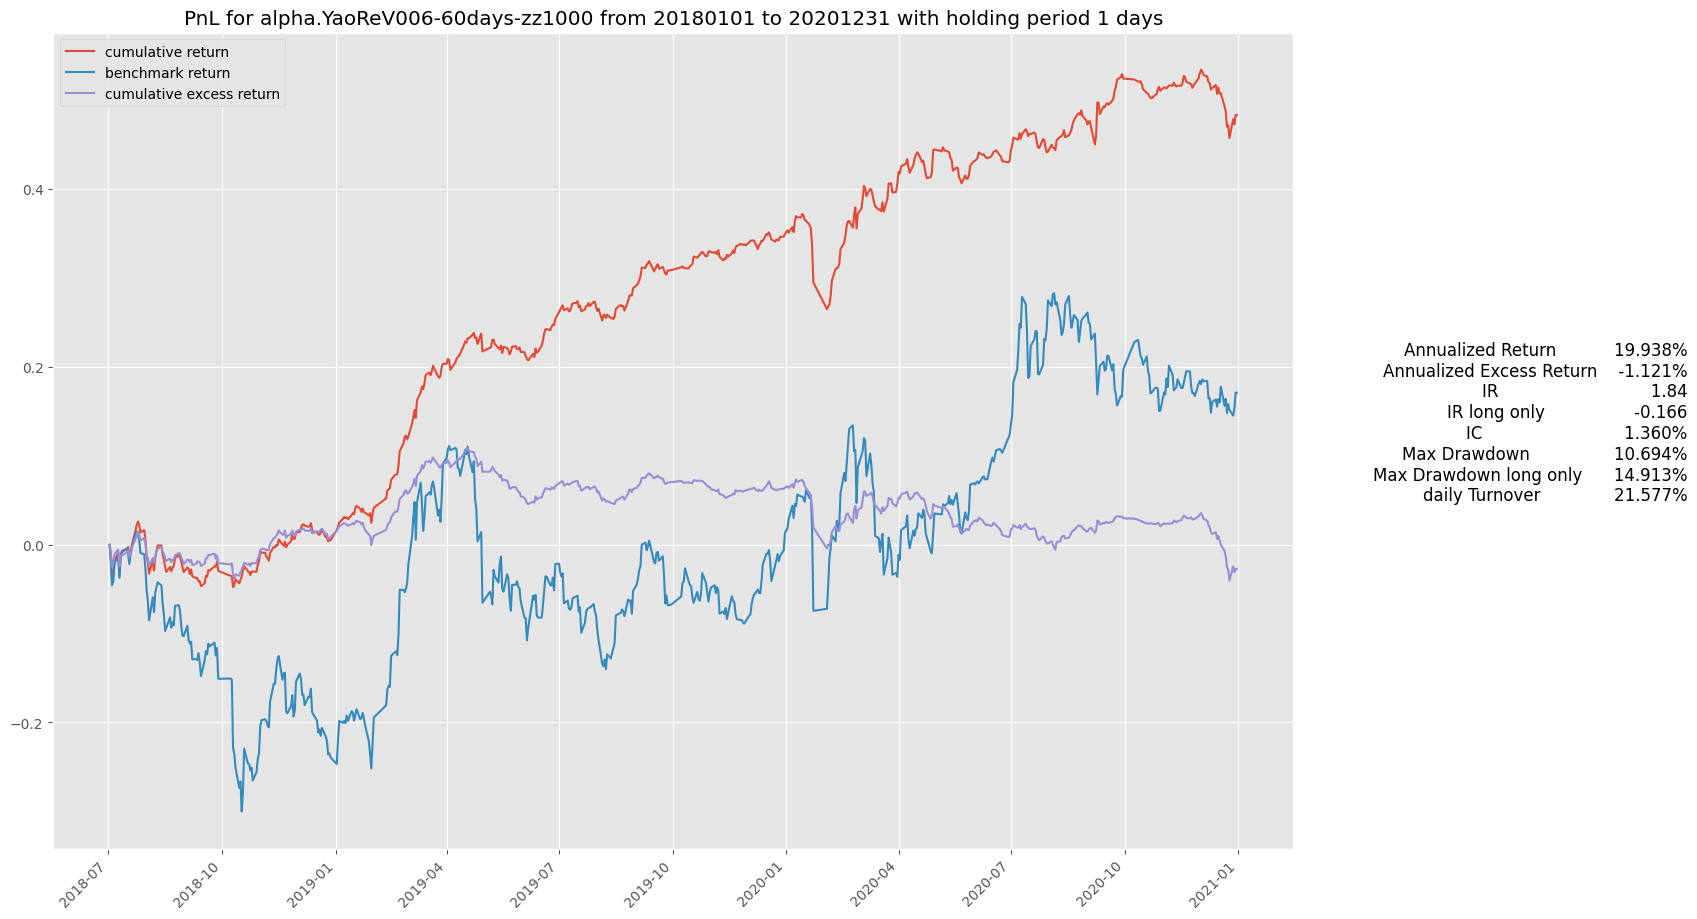 PnL for alpha.YaoReV006-60days-zz1000 from 20180101 to 20201231 with holding period 1 days
cumulative return
benchmark return
cumulative excess return
0.4
0.2
0.0
−0.2
2018-07
2018-10
2019-01
2019-04
2019-07
2019-10
2020-01
2020-04
2020-07
2020-10
2021-01
Annualized Return 19.938%
Annualized Excess Return -1.121%
IR 1.84
IR long only -0.166
IC 1.360%
Max Drawdown 10.694%
Max Drawdown long only 14.913%
daily Turnover 21.577%